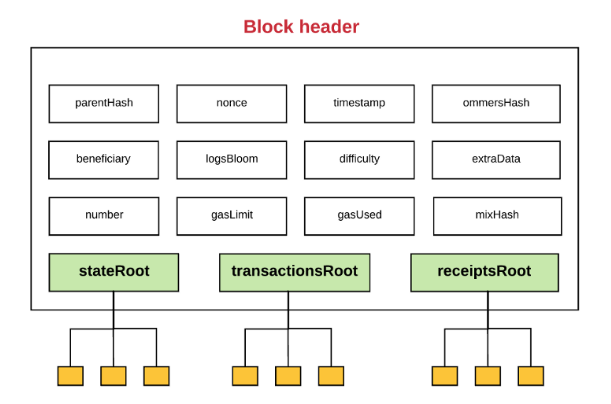 Block header
parentHash
nonce
timestamp
ommersHash
beneficiary
logsBloom
difficulty
extraData
number
gasLimit
gasUsed
mixHash
stateRoot
transactionsRoot
receiptsRoot